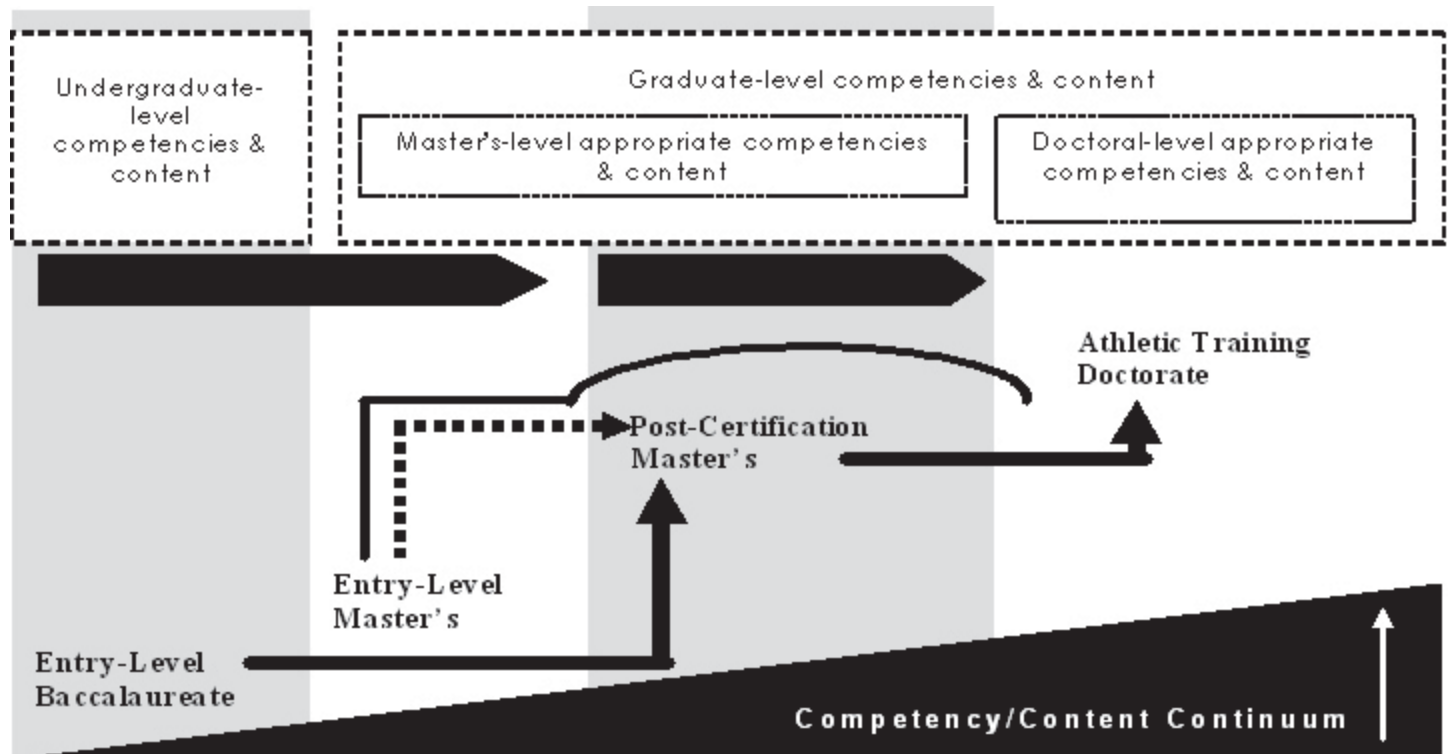 Undergraduate-
level
competencies &
content
Graduate-level competencies & content
Master's-level appropriate competencies
& content
Doctoral-level appropriate
competencies & content
Athletic Training
Doctorate
Post-Certification
Master's
Entry-Level
Master's
Entry-Level
Baccalaureate
Competency/Content Continuum